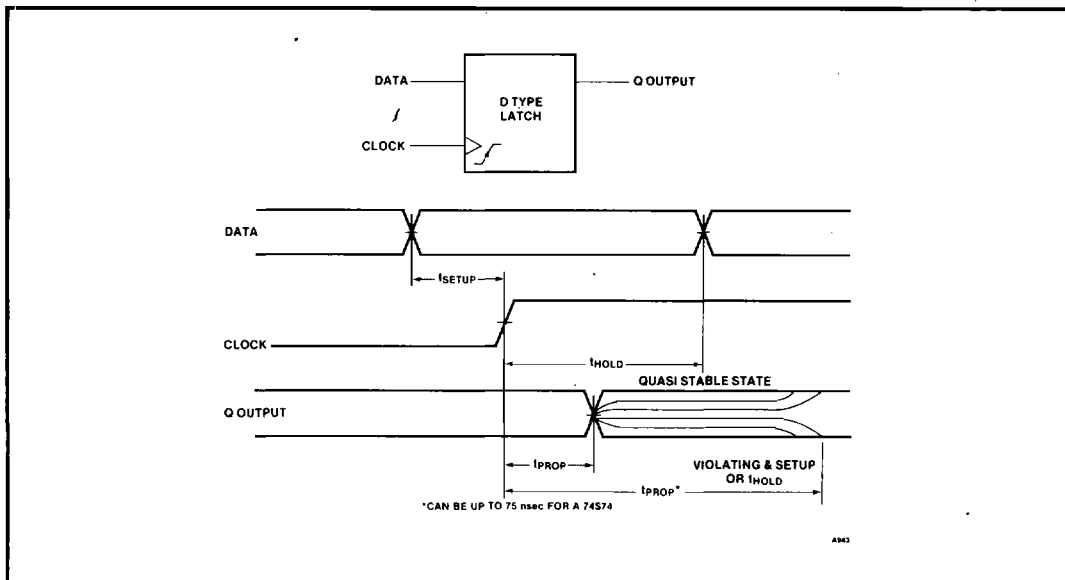 DATA
Q OUTPUT
D TYPE
LATCH
CLOCK
DATA
tSETUP
CLOCK
tHOLD
QUASI STABLE STATE
Q OUTPUT
tPROP
VIOLATING & SETUP
OR tHOLD
tPROP*
*CAN BE UP TO 75 nsec FOR A 74S74
A943